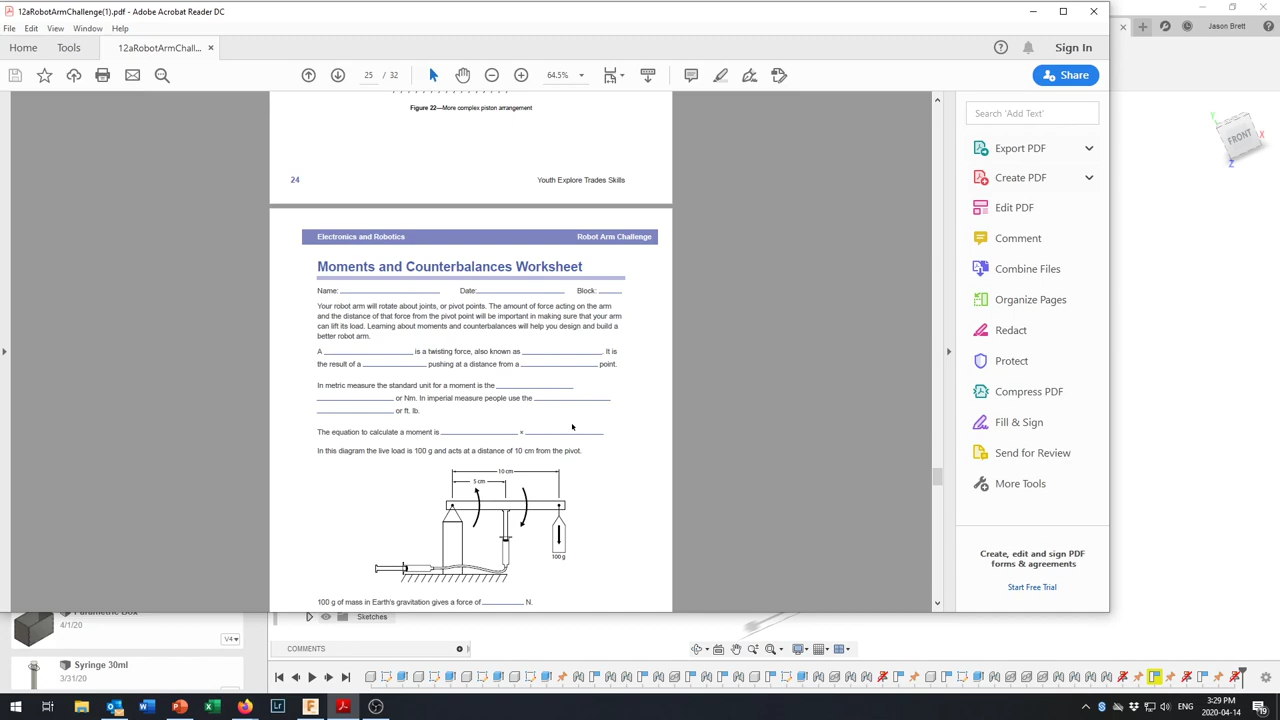 12aRobotArmChallenge(1).pdf - Adobe Acrobat Reader DC
File Edit View Window Help
Jason Brett
Home Tools 12aRobotArmChall... ×
Sign In
25 / 32 64.5%
Share
Figure 22—More complex piston arrangement
24 Youth Explore Trades Skills
Electronics and Robotics Robot Arm Challenge
Moments and Counterbalances Worksheet
Name: Date: Block:
Your robot arm will rotate about joints, or pivot points. The amount of force acting on the arm
and the distance of that force from the pivot point will be important in making sure that your arm
can lift its load. Learning about moments and counterbalances will help you design and build a
better robot arm.
A is a twisting force, also known as . It is
the result of a pushing at a distance from a point.
In metric measure the standard unit for a moment is the
or Nm. In imperial measure people use the
or ft. lb.
The equation to calculate a moment is ×
In this diagram the live load is 100 g and acts at a distance of 10 cm from the pivot.
10 cm
5 cm
100 g
100 g of mass in Earth's gravitation gives a force of N.
Search 'Add Text'
Export PDF
Create PDF
Edit PDF
Comment
Combine Files
Organize Pages
Redact
Protect
Compress PDF
Fill & Sign
Send for Review
More Tools
Create, edit and sign PDF
forms & agreements
Start Free Trial
Y
FRONT
X
Z
Parametric Box
4/1/20
V4
Syringe 30ml
3/31/20
Sketches
COMMENTS
3:29 PM
2020-04-14
19